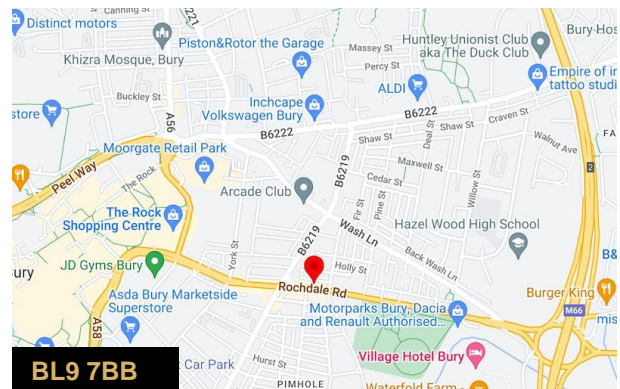 Canning St
Distinct motors
B6221
Khizra Mosque, Bury
Piston&Rotor the Garage
Massey St
Percy St
Huntley Unionist Club
aka The Duck Club
Bury Hos
Empire of in
tattoo studi
ALDI
Buckley St
store
A56
Inchcape
Volkswagen Bury
B6222
B6222
Shaw St
Deal St
Shaw St
Craven St
Walnut Ave
FA
2
Moorgate Retail Park
B6219
Maxwell St
Peel Way
The Rock
Cedar St
Willow St
Arcade Club
Fir St
Pine St
The Rock
Shopping Centre
Wash Ln
Hazel Wood High School
B6219
Back Wash Ln
York St
ury
JD Gyms Bury
Holly St
B&
Rochdale Rd
Burger King
Asda Bury Marketside
Superstore
Motorparks Bury, Dacia
and Renault Authorised...
M66
mis
A58
Village Hotel Bury
BL9 7BB
t Car Park
Hurst St
PIMHOLE
Waterfold Farm -